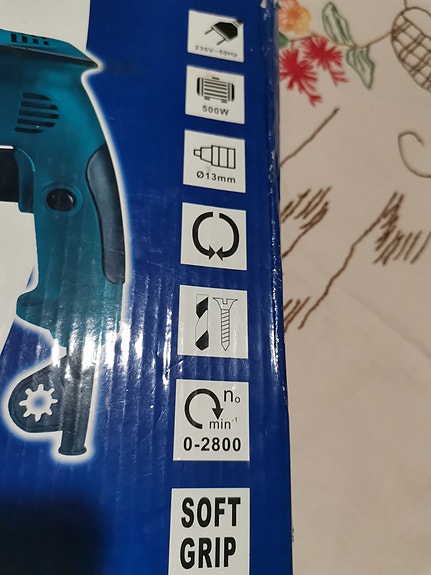 230V~50Hz
500W
Ø13mm
n₀
min⁻¹
0-2800
SOFT
GRIP